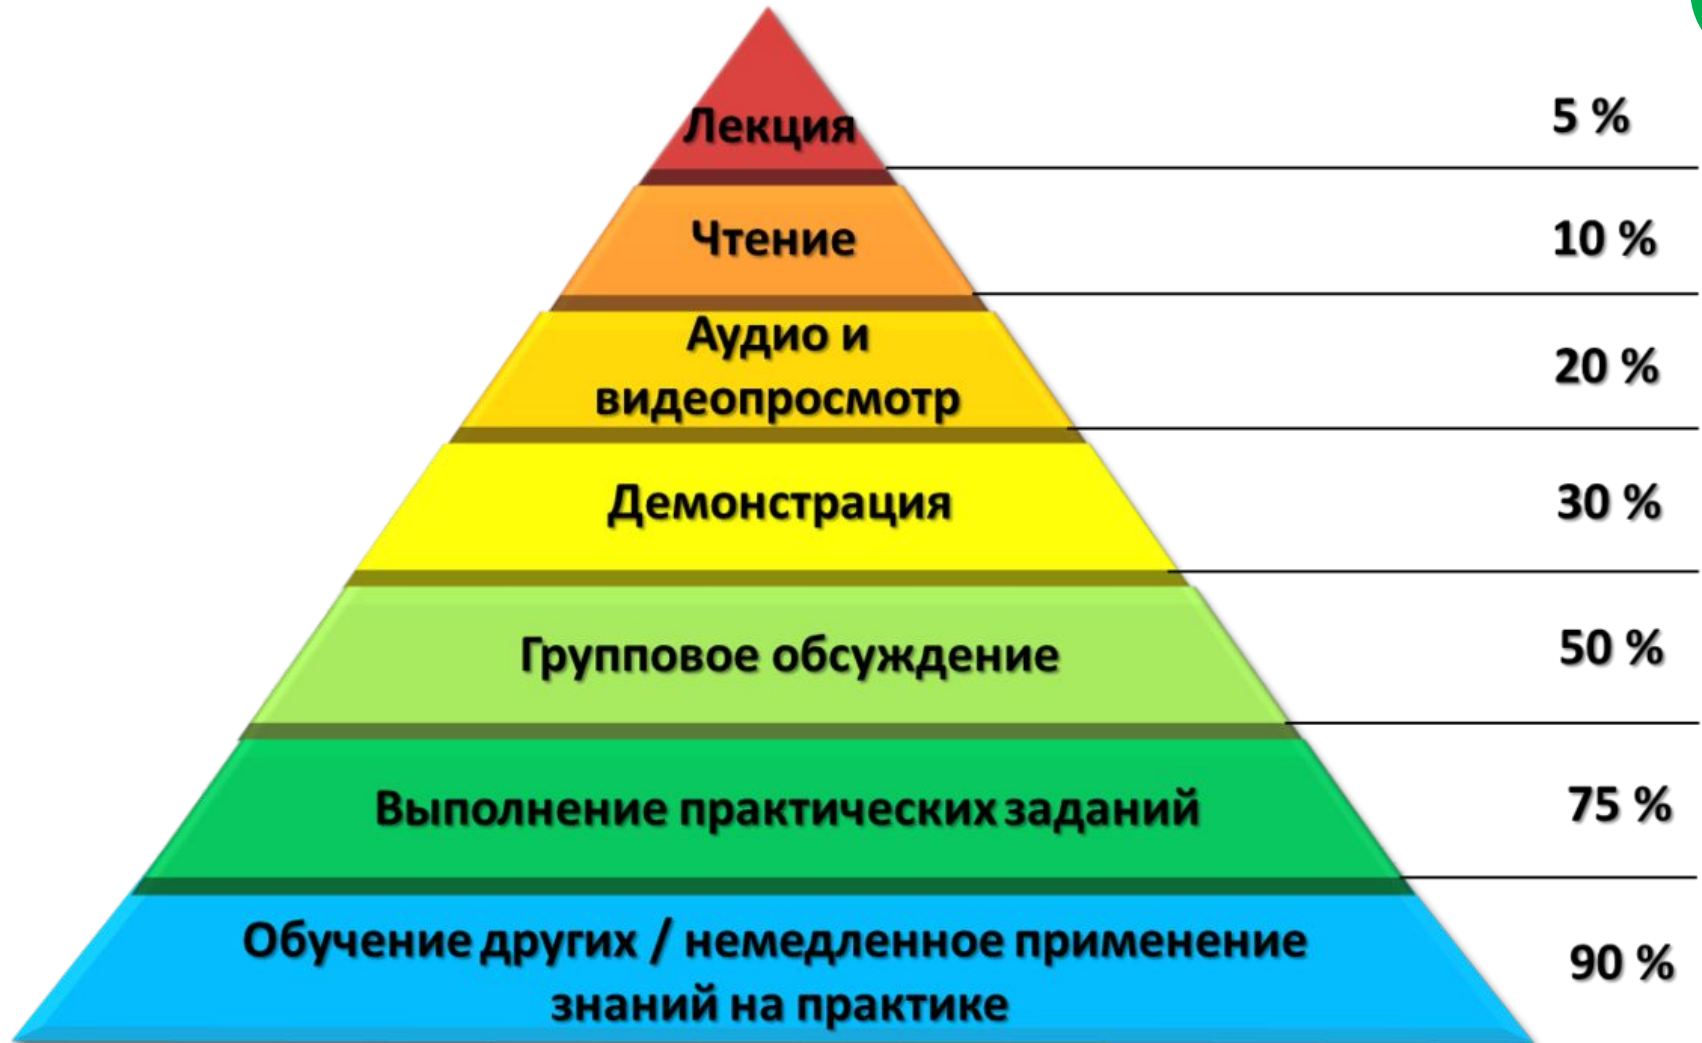 Лекция
5 %
Чтение
10 %
Аудио и
видеопросмотр
20 %
Демонстрация
30 %
Групповое обсуждение
50 %
Выполнение практических заданий
75 %
Обучение других / немедленное применение
знаний на практике
90 %